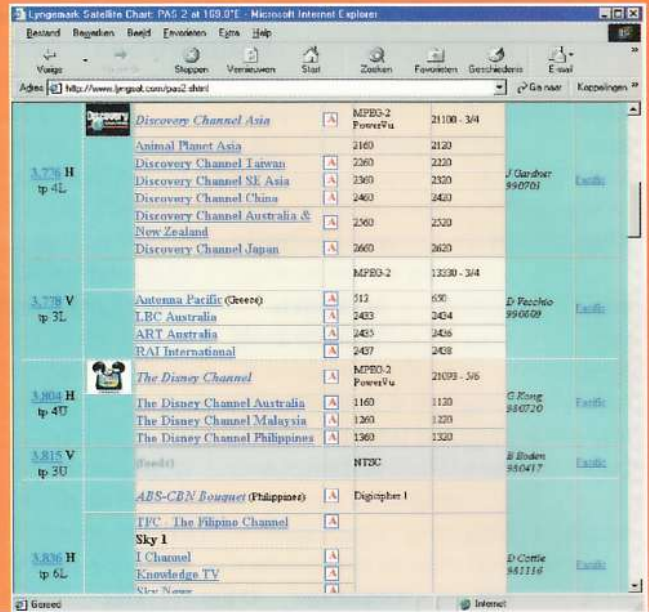 Lyngemark Satellite Chart: PAS 2 at 169.0°E - Microsoft Internet Explorer
Bestand Bewerken Beeld Favorieten Extra Help
Vorige Stoppen Vernieuwen Start Zoeken Favorieten Geschiedenis E-mail »
Adres http://www.lyngsat.com/pas2.shtml Ga naar Koppelingen »
Discovery Discovery Channel Asia A MPEG-2 PowerVu 21100 - 3/4
3.776 H
tp 4L
Animal Planet Asia 2160 2120
Discovery Channel Taiwan A 2260 2220
Discovery Channel SE Asia A 2360 2320
Discovery Channel China A 2460 2420
Discovery Channel Australia &
New Zealand A 2560 2520
Discovery Channel Japan A 2660 2620
J Gardner
990703
Pacific
3.778 V
tp 3L
MPEG-2 13330 - 3/4
Antenna Pacific (Greece) A 512 650
LBC Australia A 2433 2434
ART Australia A 2435 2436
RAI International A 2437 2438
D Pecchio
Pacific
3.804 H
tp 4U
The Disney Channel A MPEG-2 PowerVu 21093 - 5/6
The Disney Channel Australia A 1160 1120
The Disney Channel Malaysia A 1260 1220
The Disney Channel Philippines A 1360 1320
G Kong
980720
Pacific
3.815 V
tp 3U
(feeds) NTSC
B Boden
980417
Pacific
3.836 H
tp 6L
ABS-CBN Bouquet (Philippines) A Digicipher 1
TFC - The Filipino Channel A
Sky 1
I Channel A
Knowledge TV A
Sky News A
D Cottle
981116
Pacific
Gereed Internet